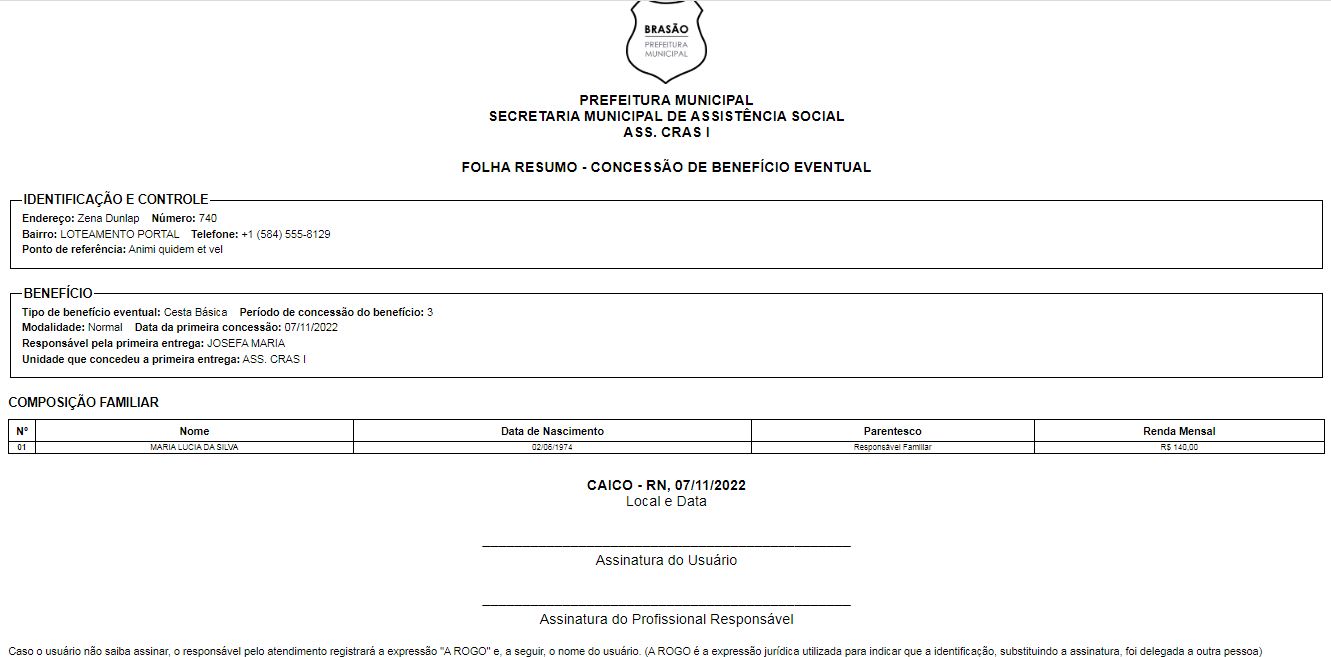 BRASÃO
PREFEITURA
MUNICIPAL
PREFEITURA MUNICIPAL
SECRETARIA MUNICIPAL DE ASSISTÊNCIA SOCIAL
ASS. CRAS I
FOLHA RESUMO - CONCESSÃO DE BENEFÍCIO EVENTUAL
IDENTIFICAÇÃO E CONTROLE
Endereço: Zena Dunlap Número: 740
Bairro: LOTEAMENTO PORTAL Telefone: +1 (584) 555-8129
Ponto de referência: Animi quidem et vel
BENEFÍCIO
Tipo de benefício eventual: Cesta Básica Período de concessão do benefício: 3
Modalidade: Normal Data da primeira concessão: 07/11/2022
Responsável pela primeira entrega: JOSEFA MARIA
Unidade que concedeu a primeira entrega: ASS. CRAS I
COMPOSIÇÃO FAMILIAR
Nº Nome Data de Nascimento Parentesco Renda Mensal
01 MARIA LUCIA DA SILVA 02/06/1974 Responsável Familiar R$ 140,00
CAICO - RN, 07/11/2022
Local e Data
Assinatura do Usuário
Assinatura do Profissional Responsável
Caso o usuário não saiba assinar, o responsável pelo atendimento registrará a expressão "A ROGO" e, a seguir, o nome do usuário. (A ROGO é a expressão jurídica utilizada para indicar que a identificação, substituindo a assinatura, foi delegada a outra pessoa)